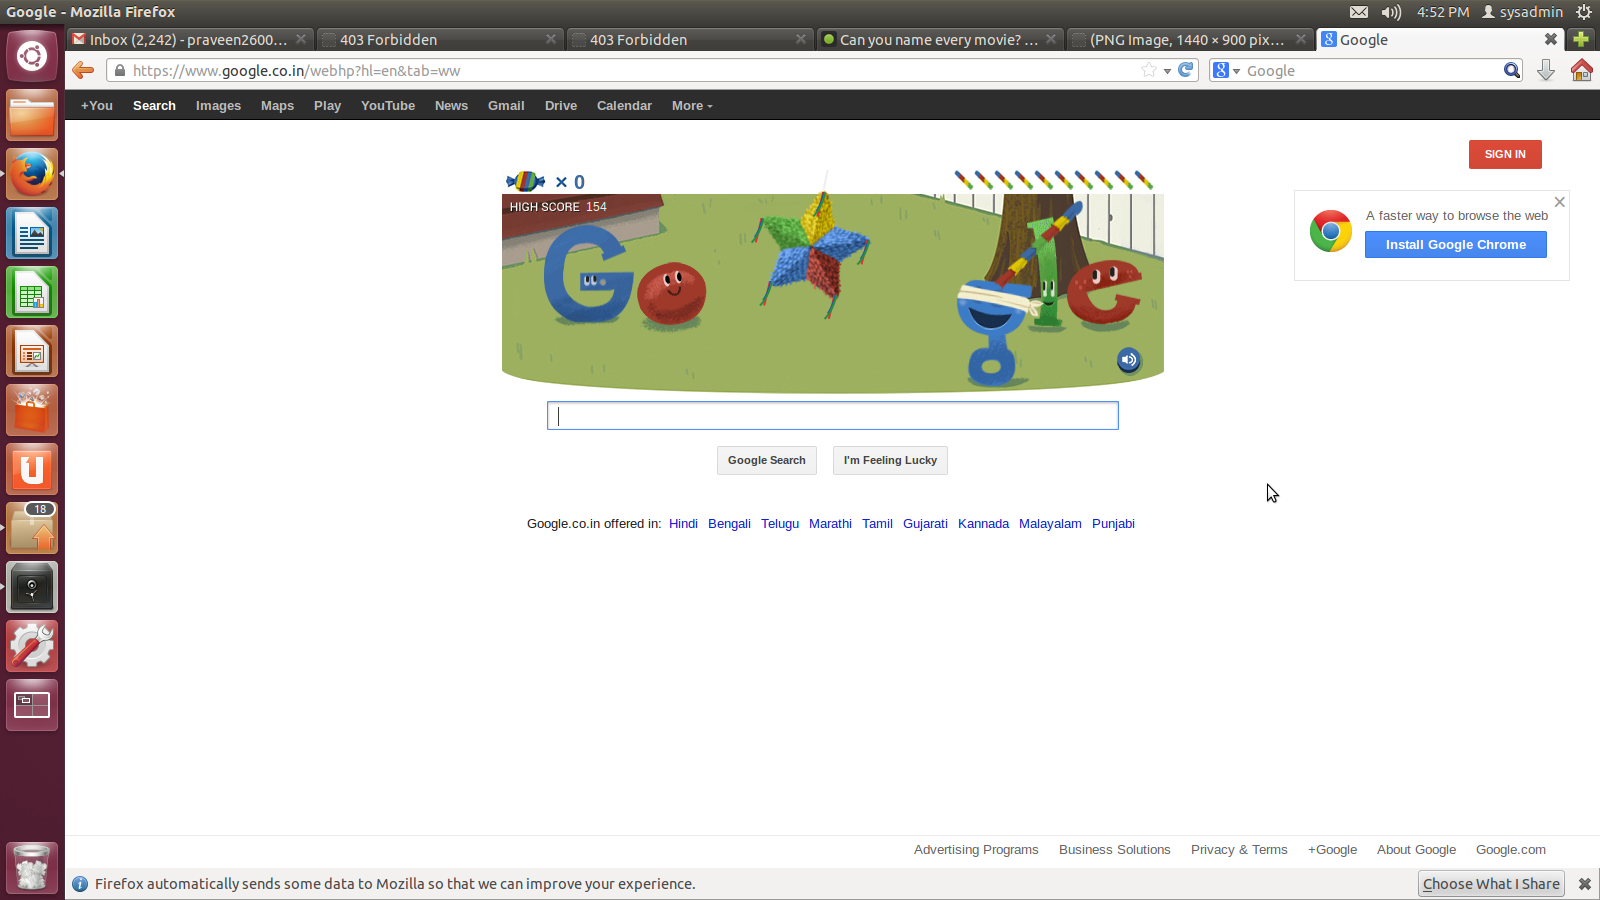 Google - Mozilla Firefox
4:52 PM sysadmin
Inbox (2,242) - praveen2600...
403 Forbidden
403 Forbidden
Can you name every movie? ...
(PNG Image, 1440 × 900 pix...
Google
https://www.google.co.in/webhp?hl=en&tab=ww
Google
+You Search Images Maps Play YouTube News Gmail Drive Calendar More
SIGN IN
× 0
HIGH SCORE 154
A faster way to browse the web
Install Google Chrome
Google Search
I'm Feeling Lucky
Google.co.in offered in: Hindi Bengali Telugu Marathi Tamil Gujarati Kannada Malayalam Punjabi
18
Advertising Programs Business Solutions Privacy & Terms +Google About Google Google.com
Firefox automatically sends some data to Mozilla so that we can improve your experience.
Choose What I Share